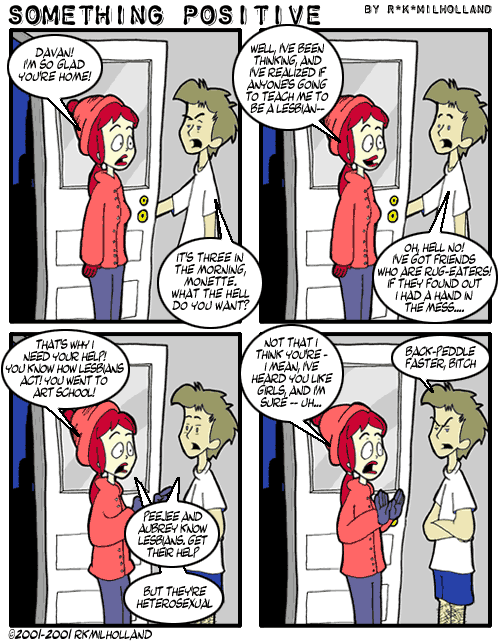 SOMETHING POSITIVE
BY R*K*MILHOLLAND
DAVAN!
I'M SO GLAD
YOU'RE HOME!
IT'S THREE IN
THE MORNING,
MONETTE.
WHAT THE HELL
DO YOU WANT?
WELL, I'VE BEEN
THINKING, AND
I'VE REALIZED IF
ANYONE'S GOING
TO TEACH ME TO
BE A LESBIAN--
OH, HELL NO!
I'VE GOT FRIENDS
WHO ARE RUG-EATERS!
IF THEY FOUND OUT
I HAD A HAND IN
THE MESS....
THAT'S WHY I
NEED YOUR HELP!
YOU KNOW HOW LESBIANS
ACT! YOU WENT TO
ART SCHOOL!
PEEJEE AND
AUBREY KNOW
LESBIANS. GET
THEIR HELP
BUT THEY'RE
HETEROSEXUAL
NOT THAT I
THINK YOU'RE -
I MEAN, I'VE
HEARD YOU LIKE
GIRLS, AND I'M
SURE -- UH...
BACK-PEDDLE
FASTER, BITCH
©2001-2001 RKMILHOLLAND